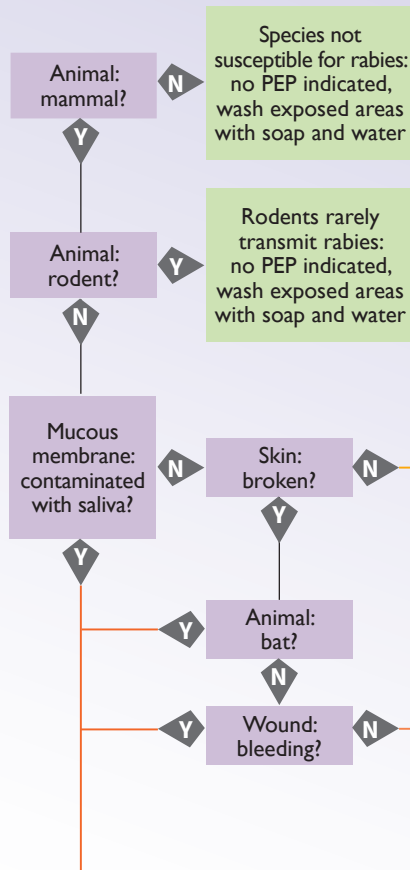 Animal:
mammal?
N
Species not
susceptible for rabies:
no PEP indicated,
wash exposed areas
with soap and water
Y
Animal:
rodent?
Y
Rodents rarely
transmit rabies:
no PEP indicated,
wash exposed areas
with soap and water
N
Mucous
membrane:
contaminated
with saliva?
N
Skin:
broken?
N
Y
Y
Y
Animal:
bat?
N
Y
Wound:
bleeding?
N